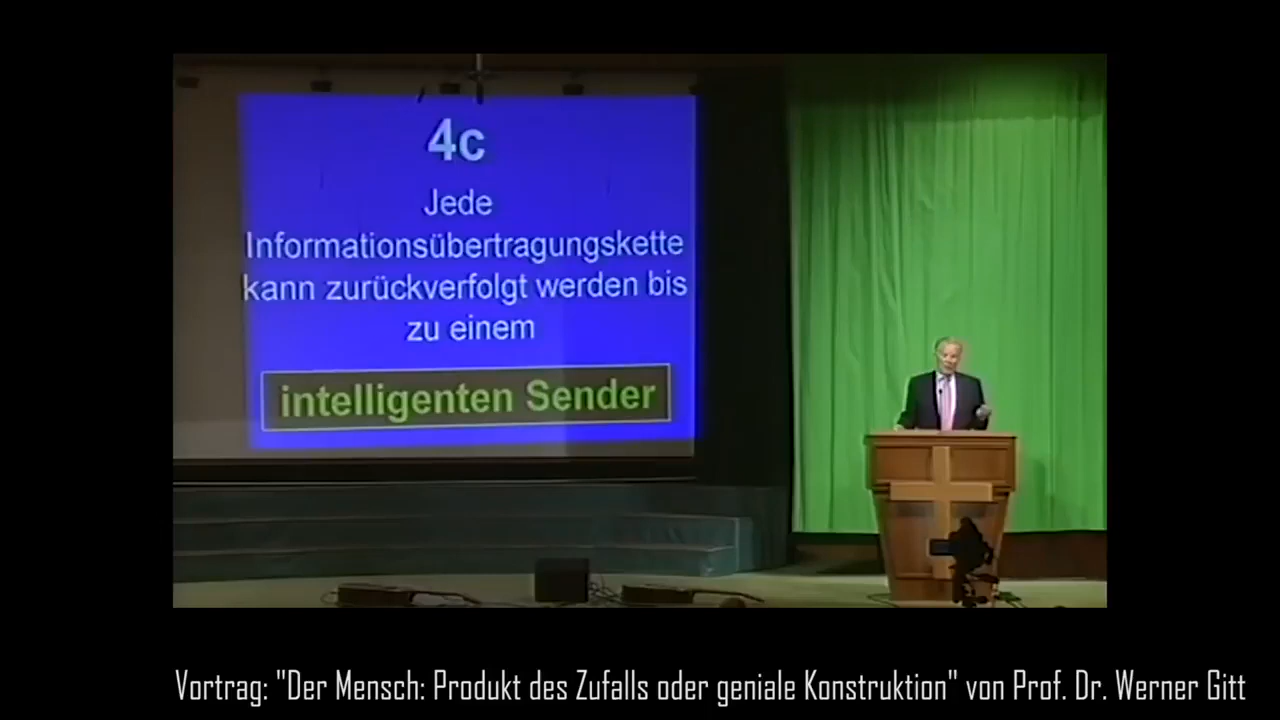 4c
Jede
Informationsübertragungskette
kann zurückverfolgt werden bis
zu einem
intelligenten Sender
Vortrag: "Der Mensch: Produkt des Zufalls oder geniale Konstruktion" von Prof. Dr. Werner Gitt